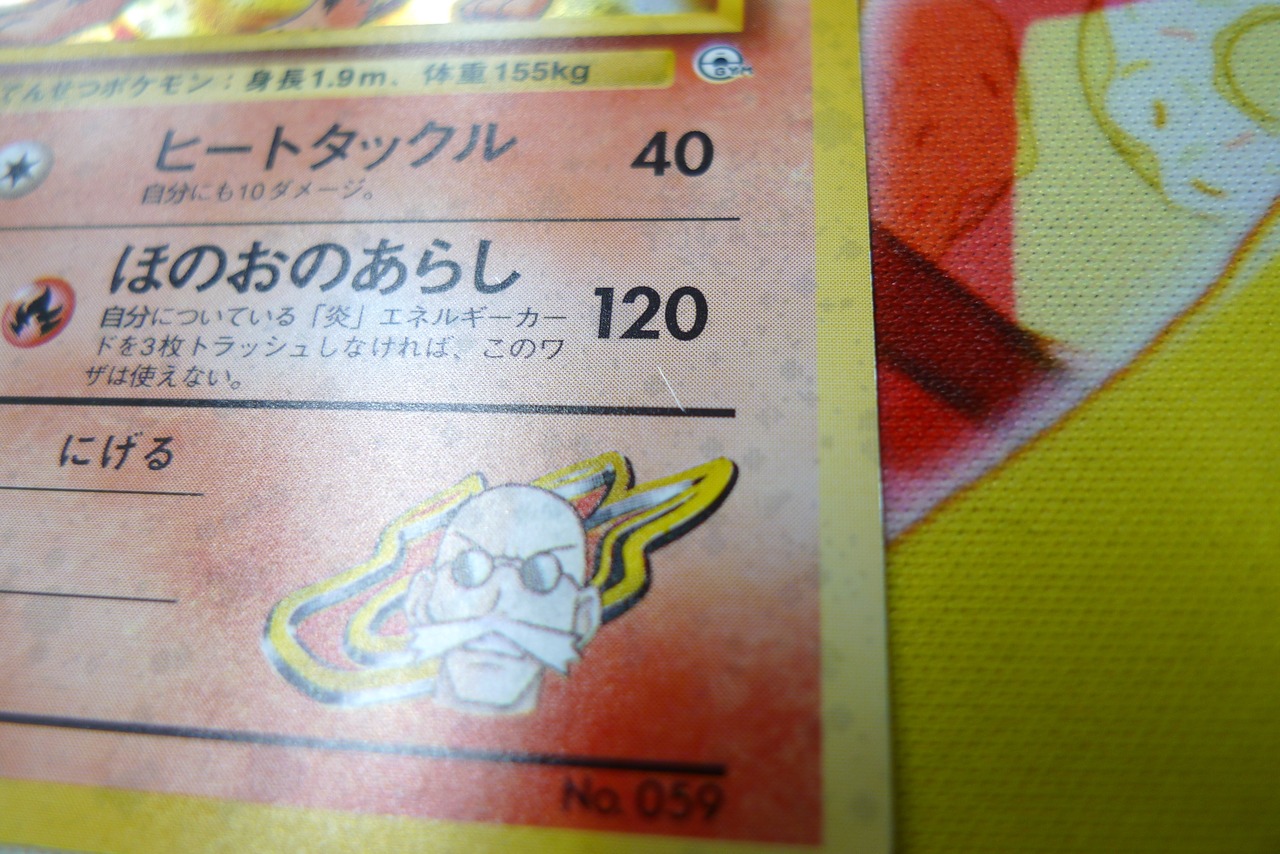 てんせつポケモン：身長1.9m、体重155kg
GYM
ヒートタックル 40
自分にも10ダメージ。
ほのおのあらし 120
自分についている「炎」エネルギーカー
ドを3枚トラッシュしなければ、このワ
ザは使えない。
にげる
No. 059